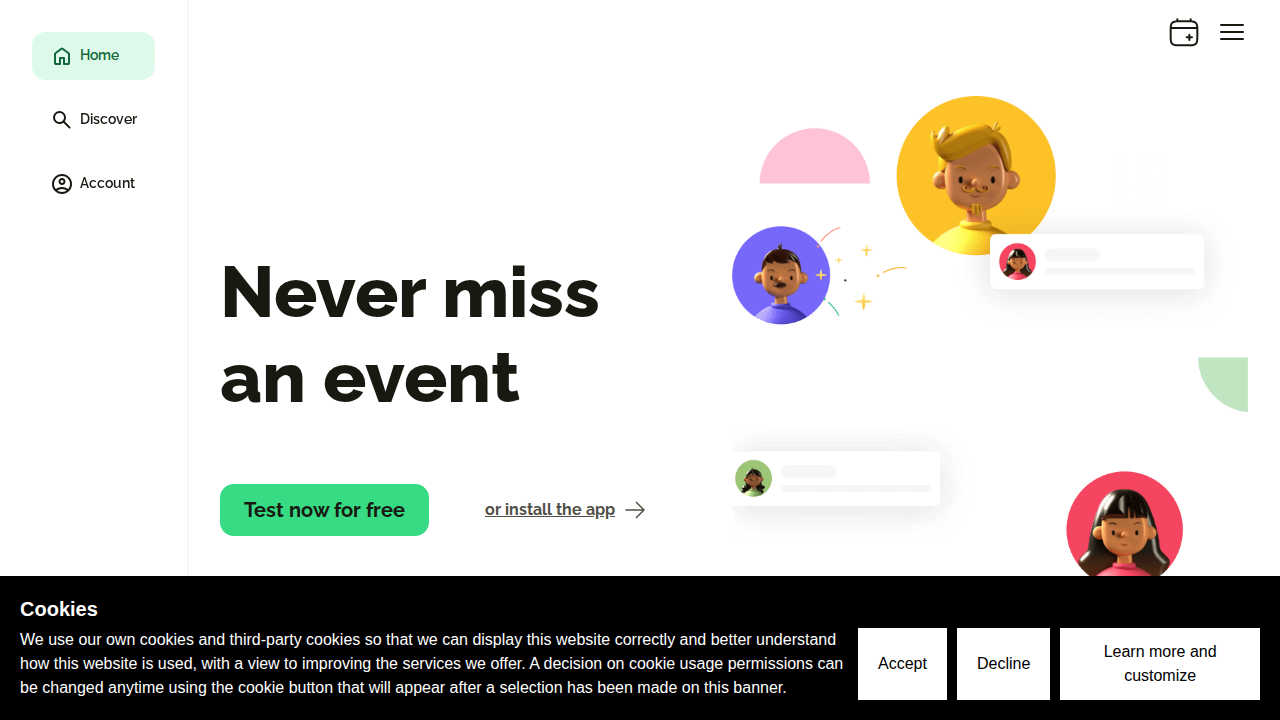 Home
Discover
Account
Never miss
an event
Test now for free
or install the app
Cookies
We use our own cookies and third-party cookies so that we can display this website correctly and better understand
how this website is used, with a view to improving the services we offer. A decision on cookie usage permissions can
be changed anytime using the cookie button that will appear after a selection has been made on this banner.
Accept
Decline
Learn more and
customize